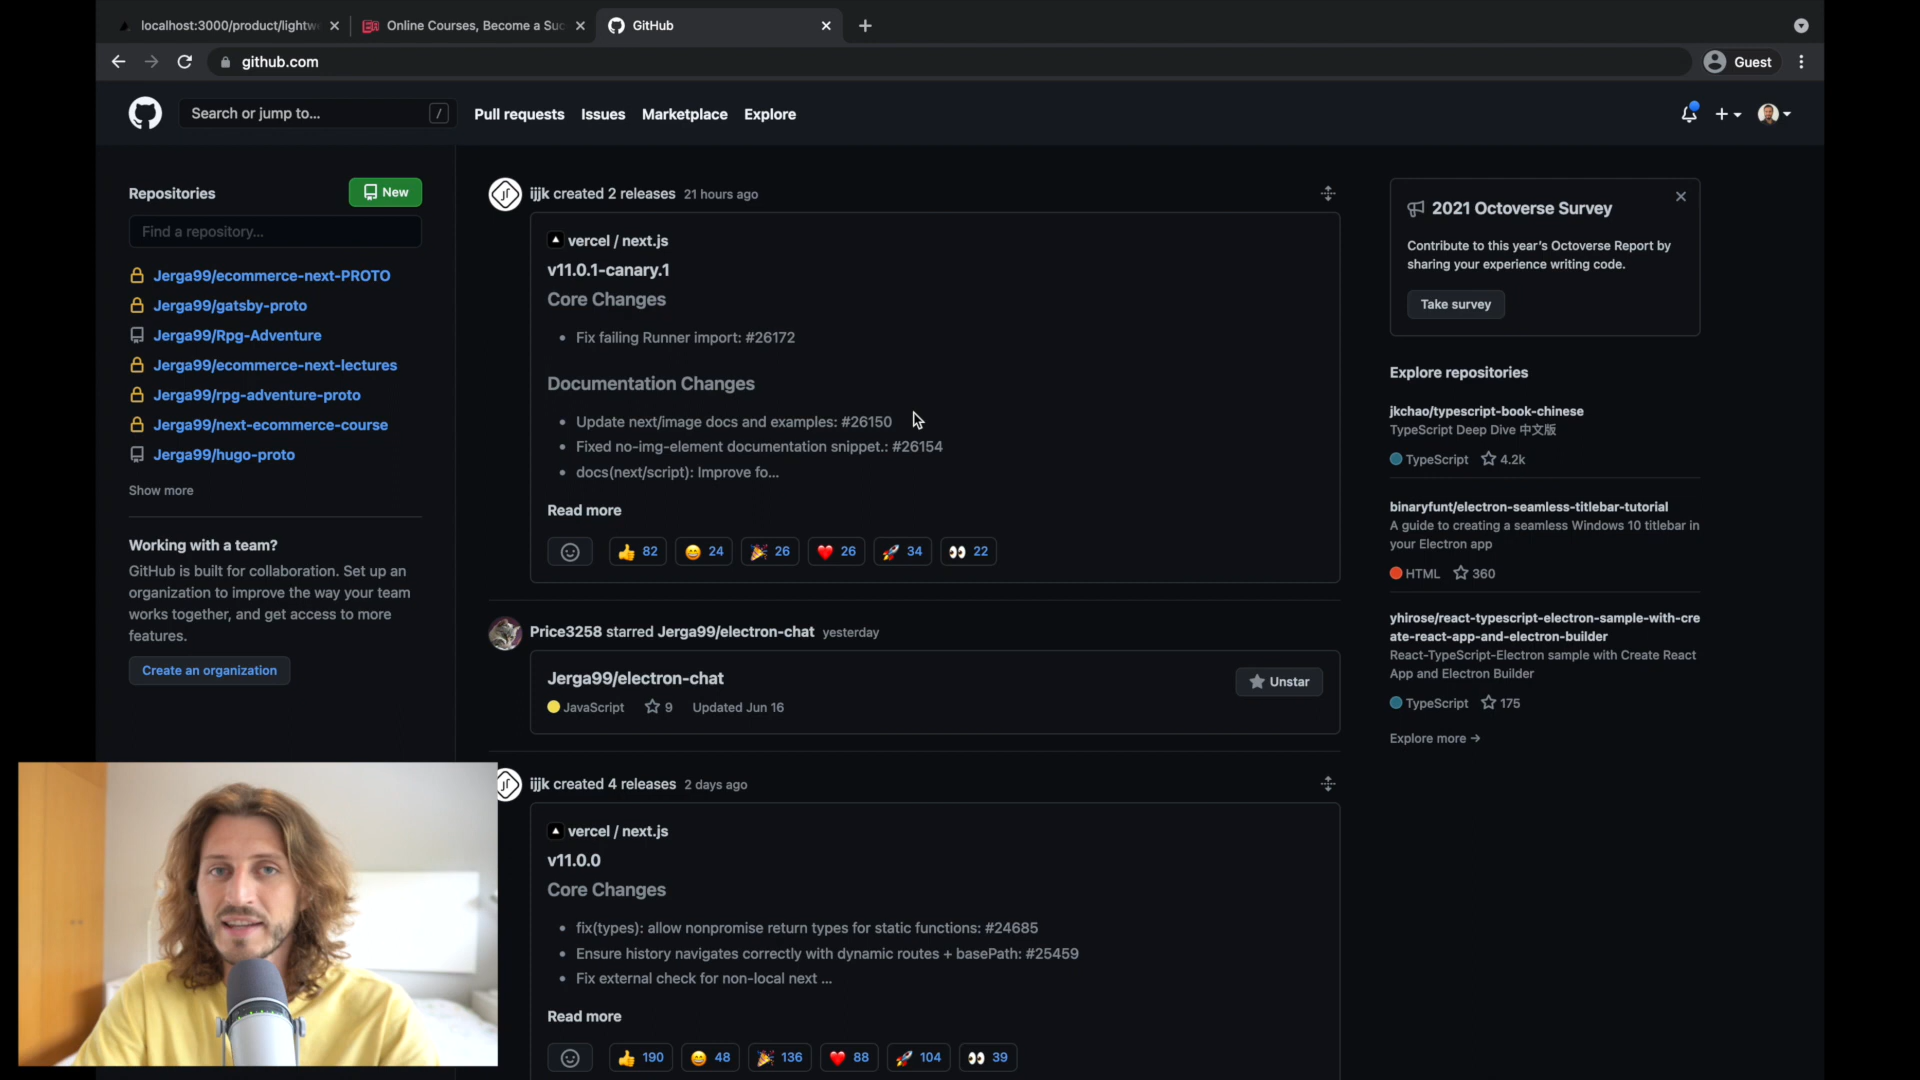 localhost:3000/product/lightw
Online Courses, Become a Suc
GitHub
github.com
Guest
Search or jump to...
/
Pull requests
Issues
Marketplace
Explore
Repositories
New
Find a repository...
Jerga99/ecommerce-next-PROTO
Jerga99/gatsby-proto
Jerga99/Rpg-Adventure
Jerga99/ecommerce-next-lectures
Jerga99/rpg-adventure-proto
Jerga99/next-ecommerce-course
Jerga99/hugo-proto
Show more
Working with a team?
GitHub is built for collaboration. Set up an
organization to improve the way your team
works together, and get access to more
features.
Create an organization
ijjk created 2 releases 21 hours ago
vercel / next.js
v11.0.1-canary.1
Core Changes
• Fix failing Runner import: #26172
Documentation Changes
• Update next/image docs and examples: #26150
• Fixed no-img-element documentation snippet.: #26154
• docs(next/script): Improve fo...
Read more
82 24 26 26 34 22
Price3258 starred Jerga99/electron-chat yesterday
Jerga99/electron-chat
Unstar
JavaScript 9 Updated Jun 16
ijjk created 4 releases 2 days ago
vercel / next.js
v11.0.0
Core Changes
• fix(types): allow nonpromise return types for static functions: #24685
• Ensure history navigates correctly with dynamic routes + basePath: #25459
• Fix external check for non-local next ...
Read more
190 48 136 88 104 39
2021 Octoverse Survey
Contribute to this year's Octoverse Report by
sharing your experience writing code.
Take survey
Explore repositories
jkchao/typescript-book-chinese
TypeScript Deep Dive 中文版
TypeScript 4.2k
binaryfunt/electron-seamless-titlebar-tutorial
A guide to creating a seamless Windows 10 titlebar in
your Electron app
HTML 360
yhirose/react-typescript-electron-sample-with-cre
ate-react-app-and-electron-builder
React-TypeScript-Electron sample with Create React
App and Electron Builder
TypeScript 175
Explore more →